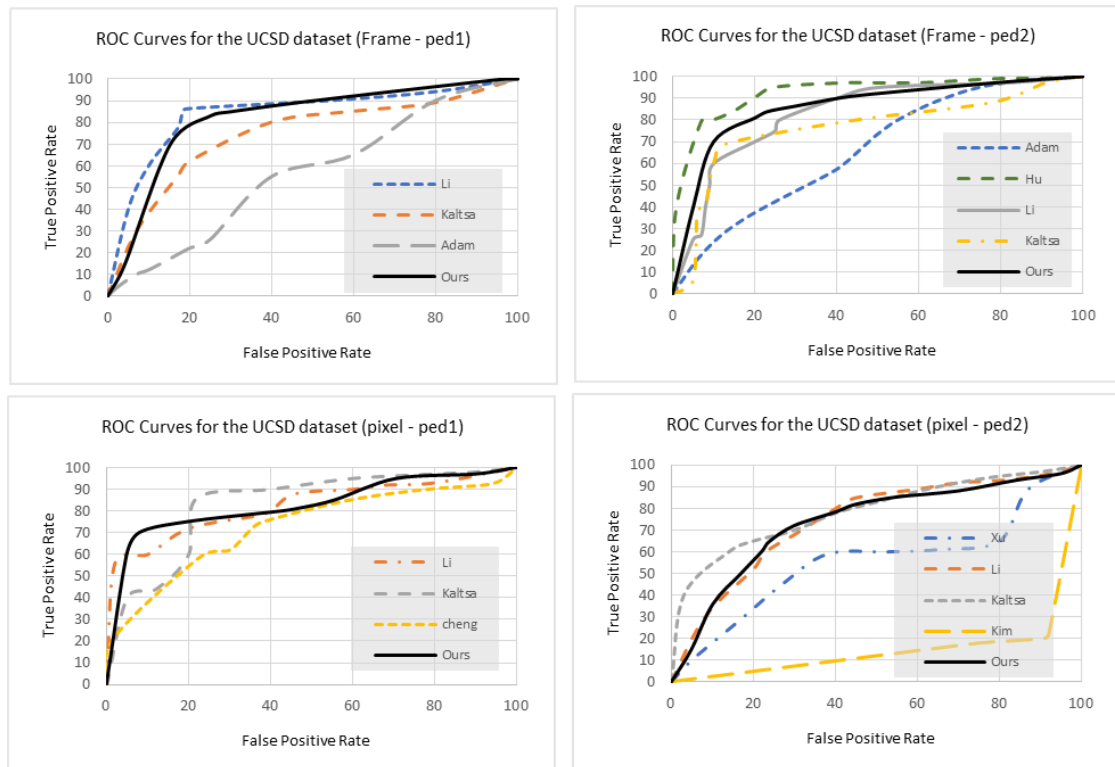 ROC Curves for the UCSD dataset (Frame - ped1)
True Positive Rate
100
90
80
70
60
50
40
30
20
10
0
Li
Kaltsa
Adam
Ours
0 20 40 60 80 100
False Positive Rate
ROC Curves for the UCSD dataset (Frame - ped2)
True Positive Rate
100
90
80
70
60
50
40
30
20
10
0
Adam
Hu
Li
Kaltsa
Ours
0 20 40 60 80 100
False Positive Rate
ROC Curves for the UCSD dataset (pixel - ped1)
True Positive Rate
100
90
80
70
60
50
40
30
20
10
0
Li
Kaltsa
cheng
Ours
0 20 40 60 80 100
False Positive Rate
ROC Curves for the UCSD dataset (pixel - ped2)
True Positive Rate
100
90
80
70
60
50
40
30
20
10
0
Xu
Li
Kaltsa
Kim
Ours
0 20 40 60 80 100
False Positive Rate